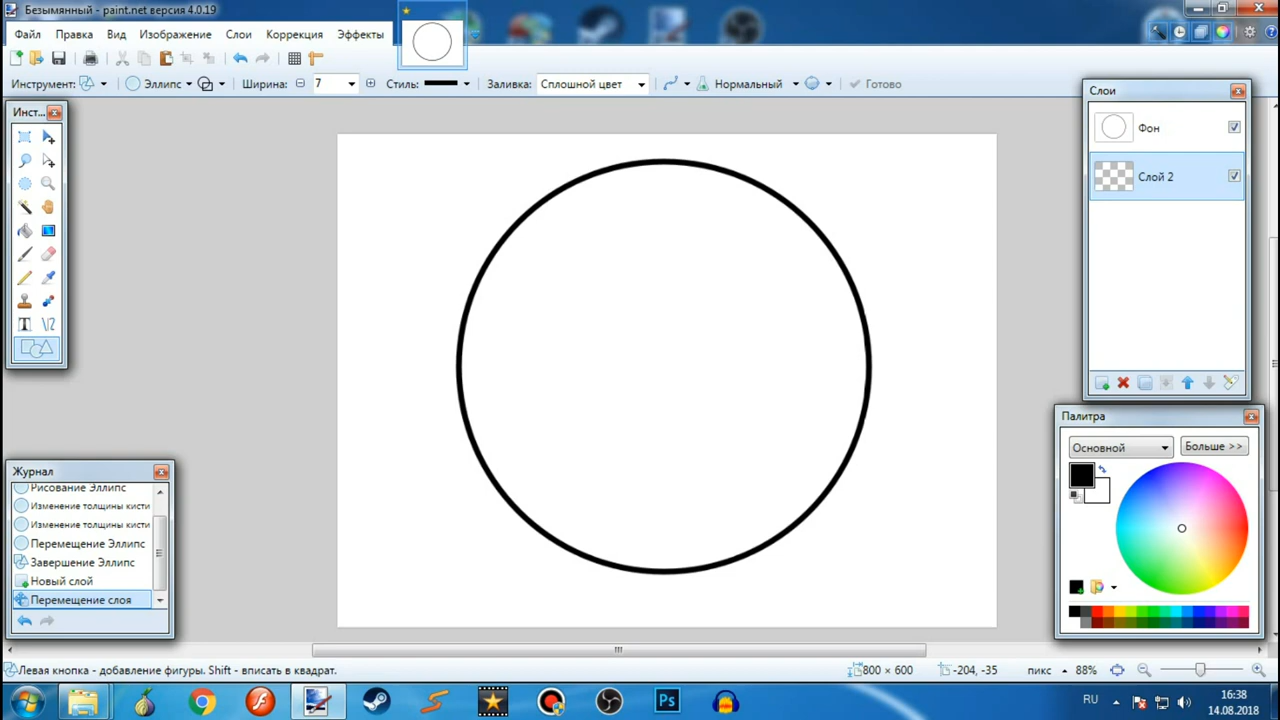 Безымянный - paint.net версия 4.0.19
Файл Правка Вид Изображение Слои Коррекция Эффекты
Инструмент: Эллипс Ширина: 7 Стиль: Заливка: Сплошной цвет Нормальный Готово
Инст...
Слои
Фон
Слой 2
Палитра
Основной Больше >>
Журнал
Рисование Эллипс
Изменение толщины кисти
Изменение толщины кисти
Перемещение Эллипс
Завершение Эллипс
Новый слой
Перемещение слоя
Левая кнопка - добавление фигуры. Shift - вписать в квадрат. 800 × 600 -204, -35 пикс 88%
Ps RU 16:38
14.08.2018